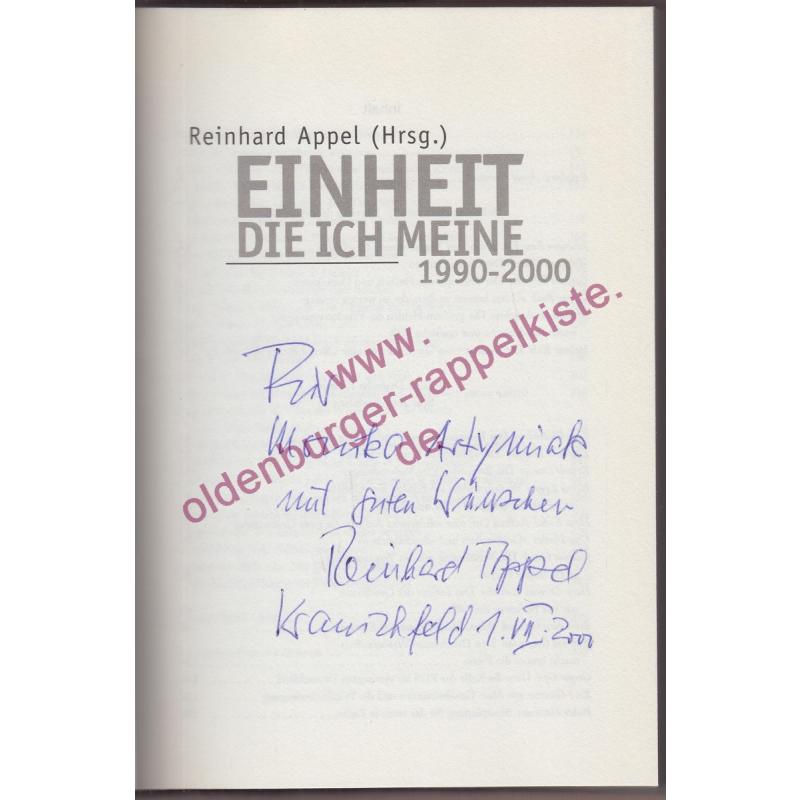 Reinhard Appel (Hrsg.)
EINHEIT
DIE ICH MEINE
1990-2000
www.
oldenburger-rappelkiste.
de
Für
Monika Artymiak
mit guten Wünschen
Reinhard Appel
Kranichfeld 1. VII. 2000